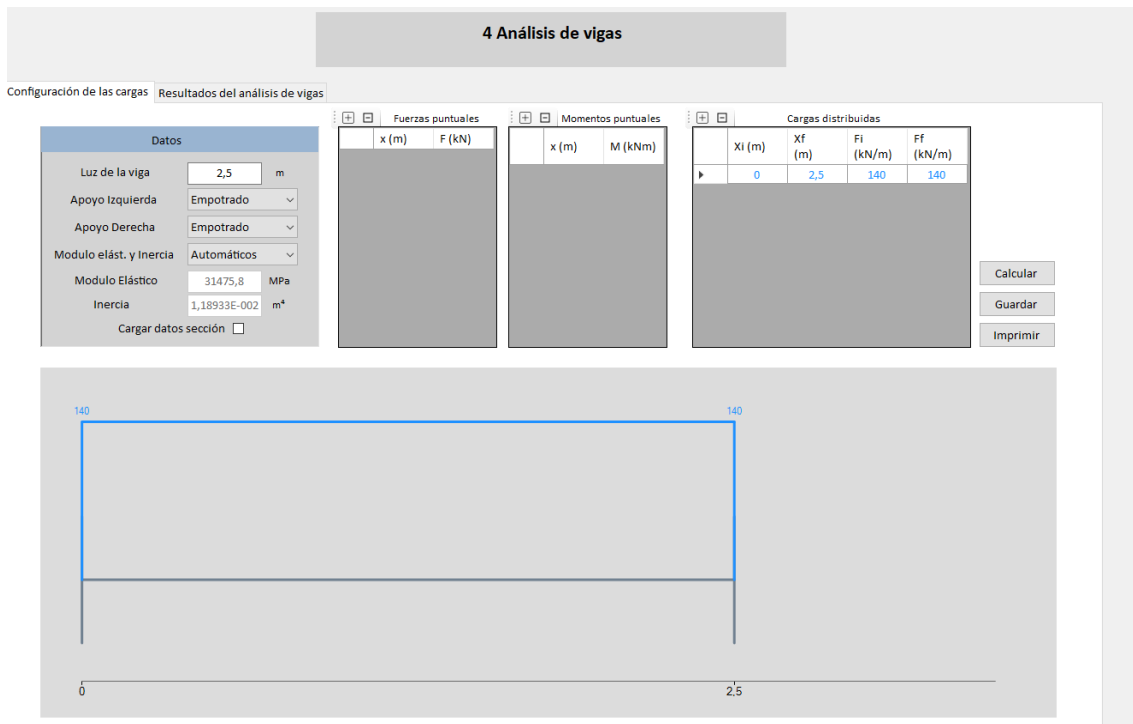 4 Análisis de vigas
Configuración de las cargas Resultados del análisis de vigas
Fuerzas puntuales Momentos puntuales Cargas distribuidas
Datos
x (m) F (kN)
x (m) M (kNm)
Xi (m) Xf (m) Fi (kN/m) Ff (kN/m)
0 2,5 140 140
Luz de la viga 2,5 m
Apoyo Izquierda Empotrado
Apoyo Derecha Empotrado
Modulo elást. y Inercia Automáticos
Modulo Elástico 31475,8 MPa
Inercia 1,18933E-002 m⁴
Cargar datos sección
Calcular
Guardar
Imprimir
140 140
0 2,5